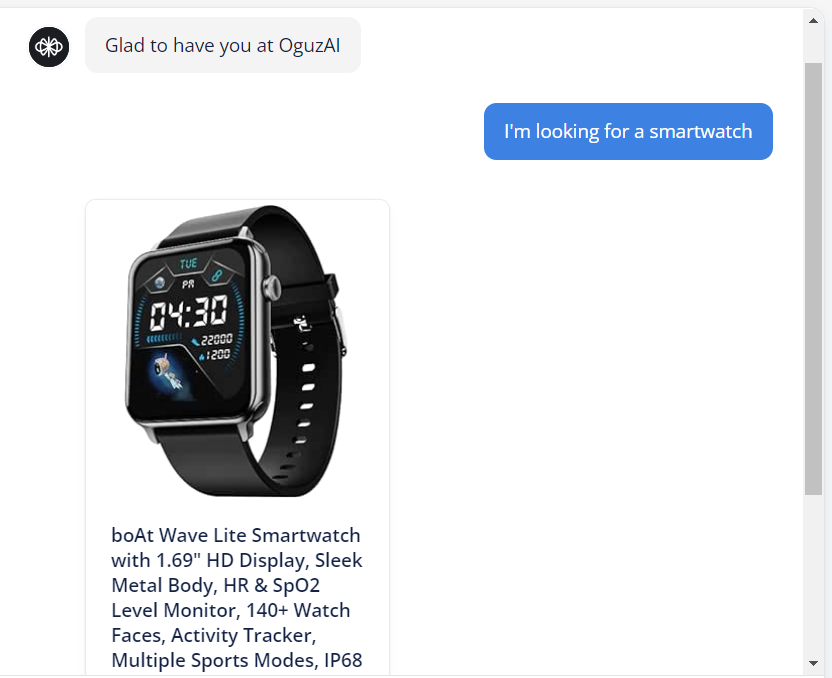 Glad to have you at OguzAI
I'm looking for a smartwatch
TUE
PM
04:30
22000
1200
boAt Wave Lite Smartwatch
with 1.69" HD Display, Sleek
Metal Body, HR & SpO2
Level Monitor, 140+ Watch
Faces, Activity Tracker,
Multiple Sports Modes, IP68